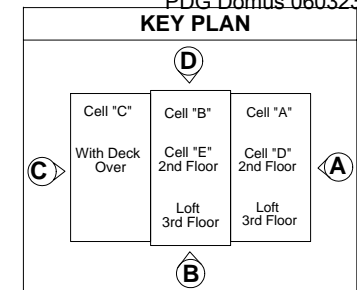 PDG Domus 060323
KEY PLAN
D
Cell "C"
With Deck
Over
Cell "B"
Cell "E"
2nd Floor
Loft
3rd Floor
Cell "A"
Cell "D"
2nd Floor
Loft
3rd Floor
C
A
B